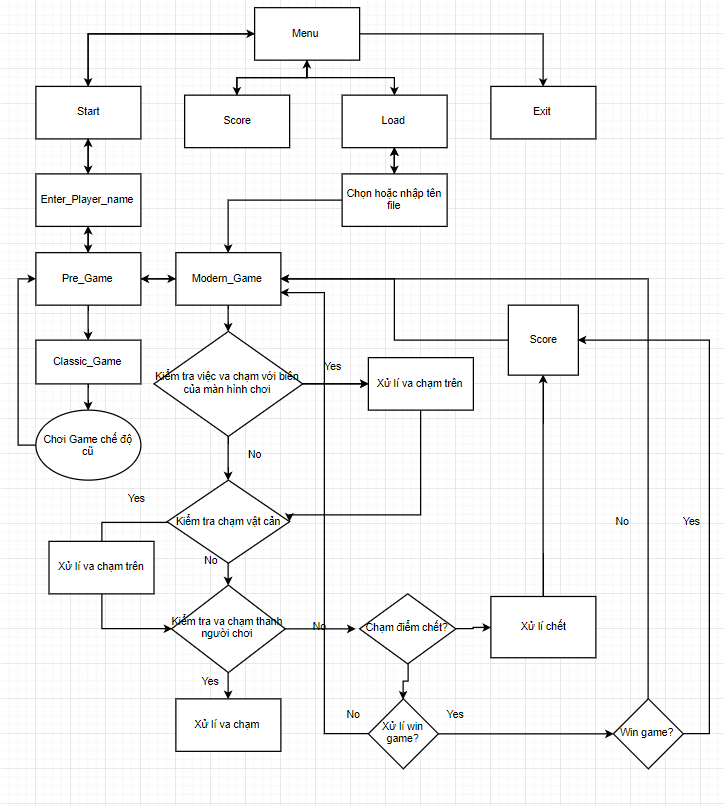 Menu
Start
Score
Load
Exit
Enter_Player_name
Chọn hoặc nhập tên
file
Pre_Game
Modern_Game
Score
Classic_Game
Kiểm tra việc va chạm với biên
của màn hình chơi
Yes
Xử lí va chạm trên
Chơi Game chế độ
cũ
No
Yes
Kiểm tra chạm vật cản
No
Yes
Xử lí va chạm trên
No
Kiểm tra va chạm thanh
người chơi
No
Chạm điểm chết?
Xử lí chết
Yes
Xử lí va chạm
No
Xử lí win
game?
Yes
Win game?